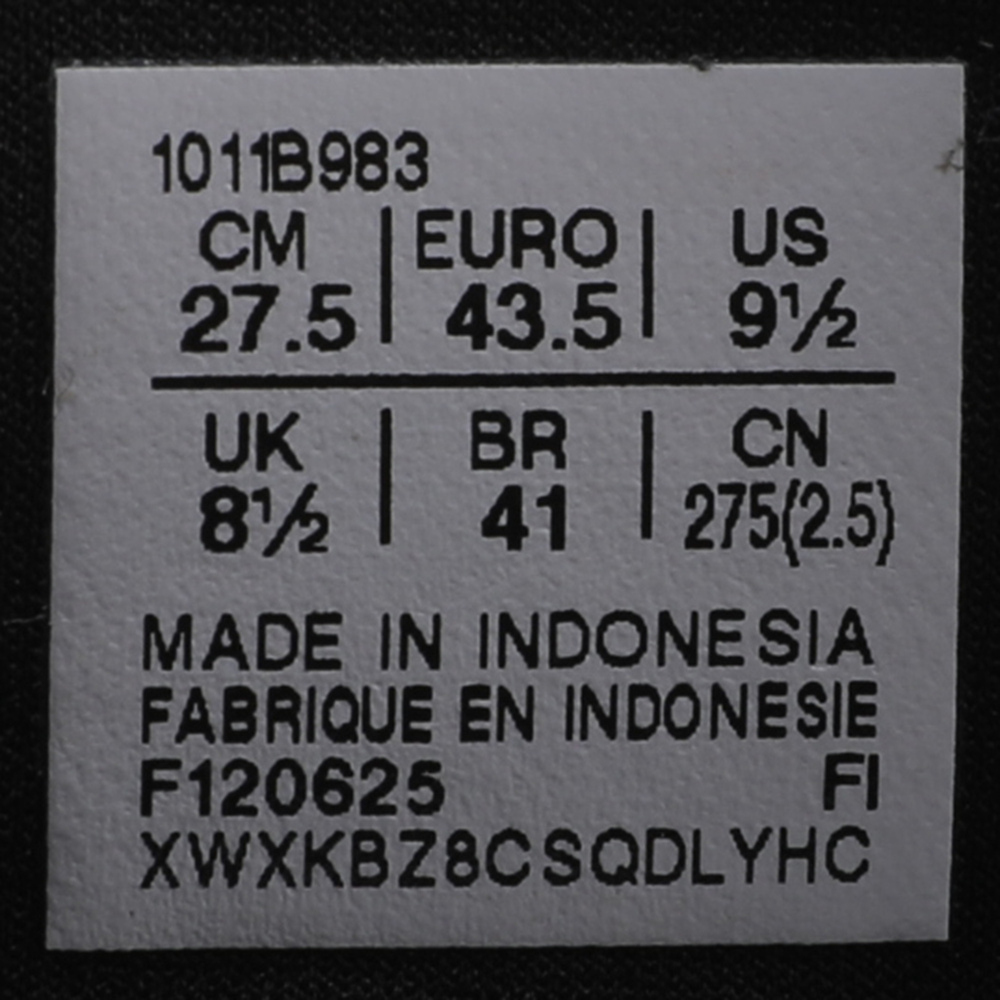 1011B983
CM | EURO | US
27.5 | 43.5 | 9½
UK | BR | CN
8½ | 41 | 275(2.5)
MADE IN INDONESIA
FABRIQUE EN INDONESIE
F120625 FI
XWXKBZ8CSQDLYHC